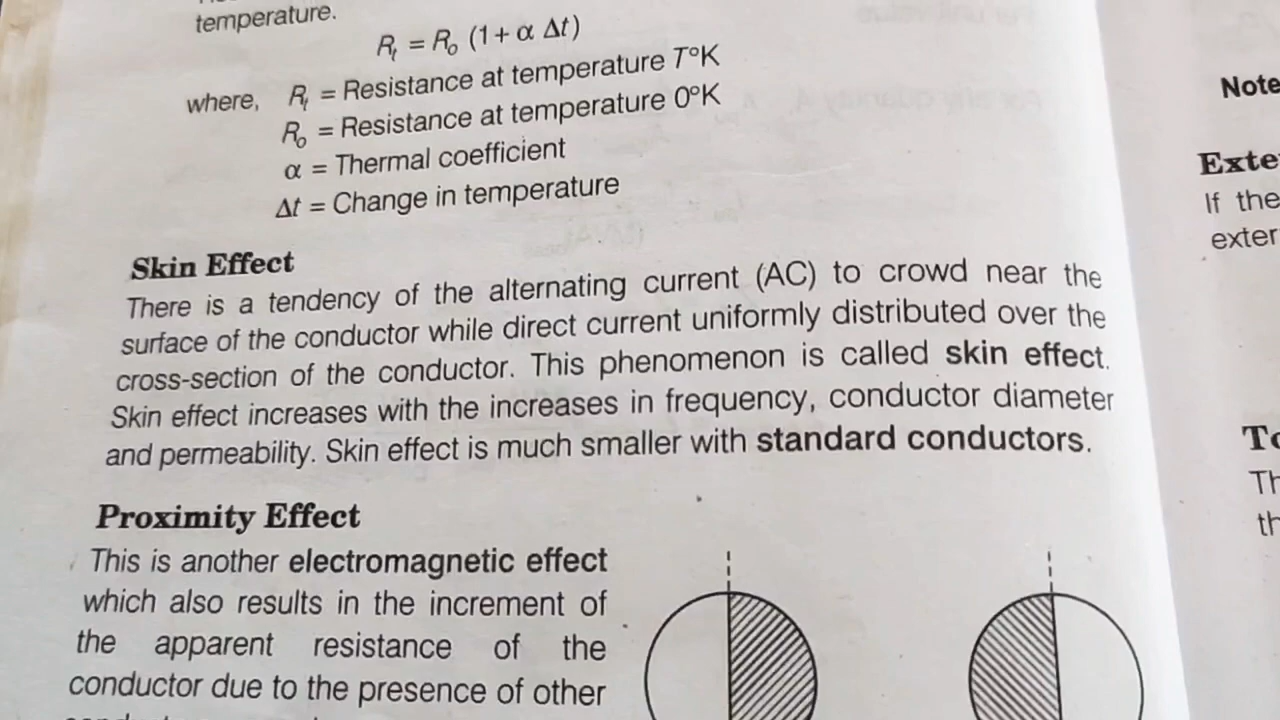 temperature.
Rt = Ro (1 + α Δt)
where, Rt = Resistance at temperature T°K
Ro = Resistance at temperature 0°K
α = Thermal coefficient
Δt = Change in temperature
Skin Effect
There is a tendency of the alternating current (AC) to crowd near the
surface of the conductor while direct current uniformly distributed over the
cross-section of the conductor. This phenomenon is called skin effect.
Skin effect increases with the increases in frequency, conductor diameter
and permeability. Skin effect is much smaller with standard conductors.
Proximity Effect
This is another electromagnetic effect
which also results in the increment of
the apparent resistance of the
conductor due to the presence of other
Note
Exte
If the
exter
To
Th
th